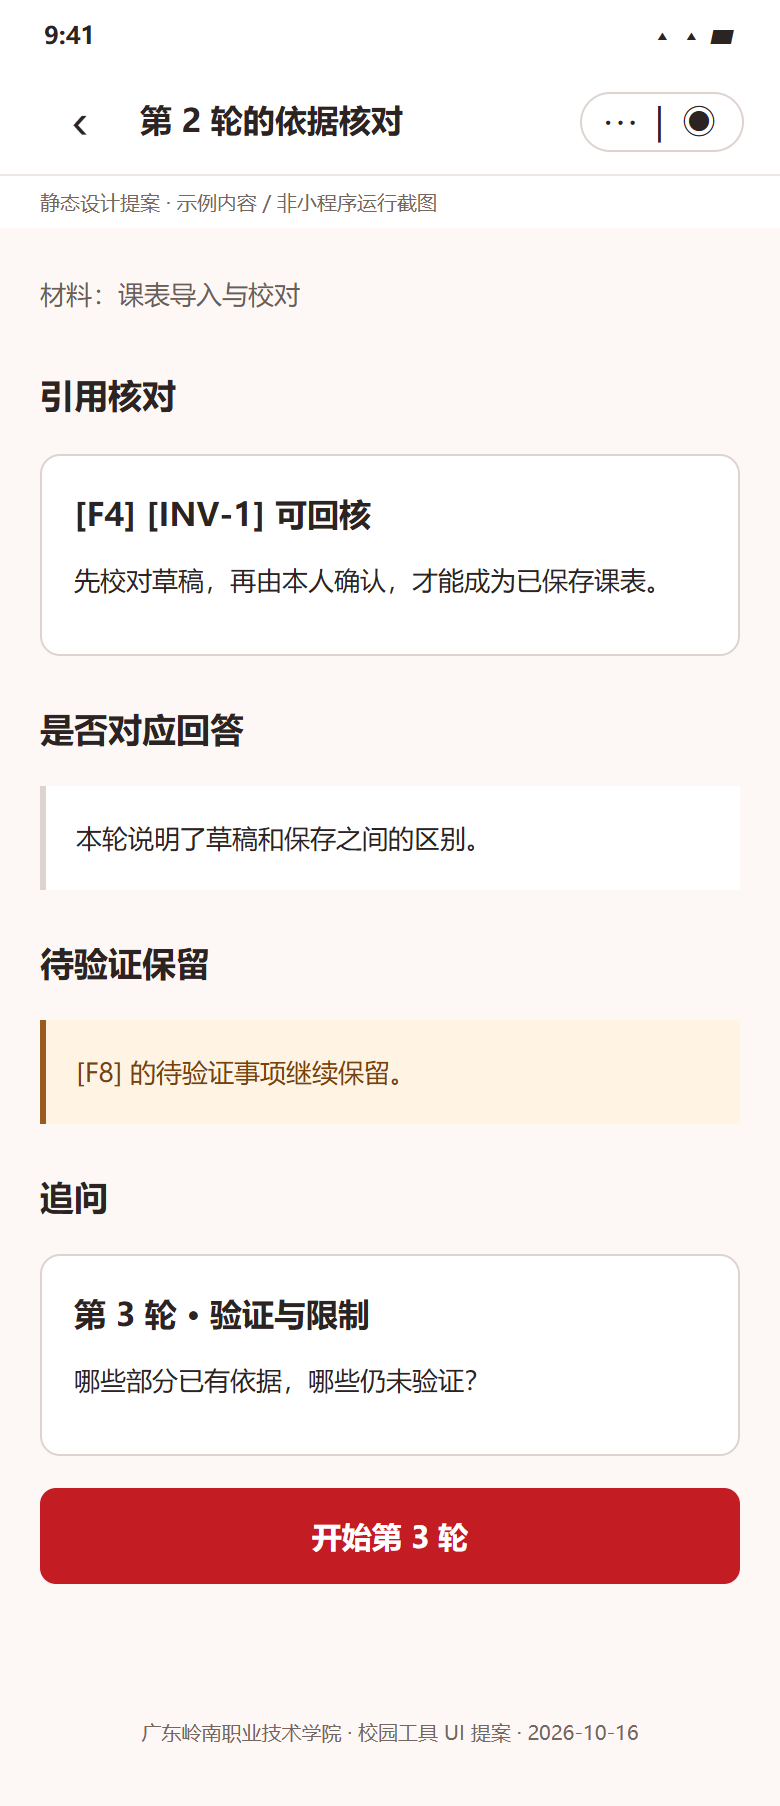 9:41
第 2 轮的依据核对
静态设计提案 · 示例内容 / 非小程序运行截图
材料：课表导入与校对
引用核对
[F4] [INV-1] 可回核
先校对草稿，再由本人确认，才能成为已保存课表。
是否对应回答
本轮说明了草稿和保存之间的区别。
待验证保留
[F8] 的待验证事项继续保留。
追问
第 3 轮 · 验证与限制
哪些部分已有依据，哪些仍未验证？
开始第 3 轮
广东岭南职业技术学院 · 校园工具 UI 提案 · 2026-10-16